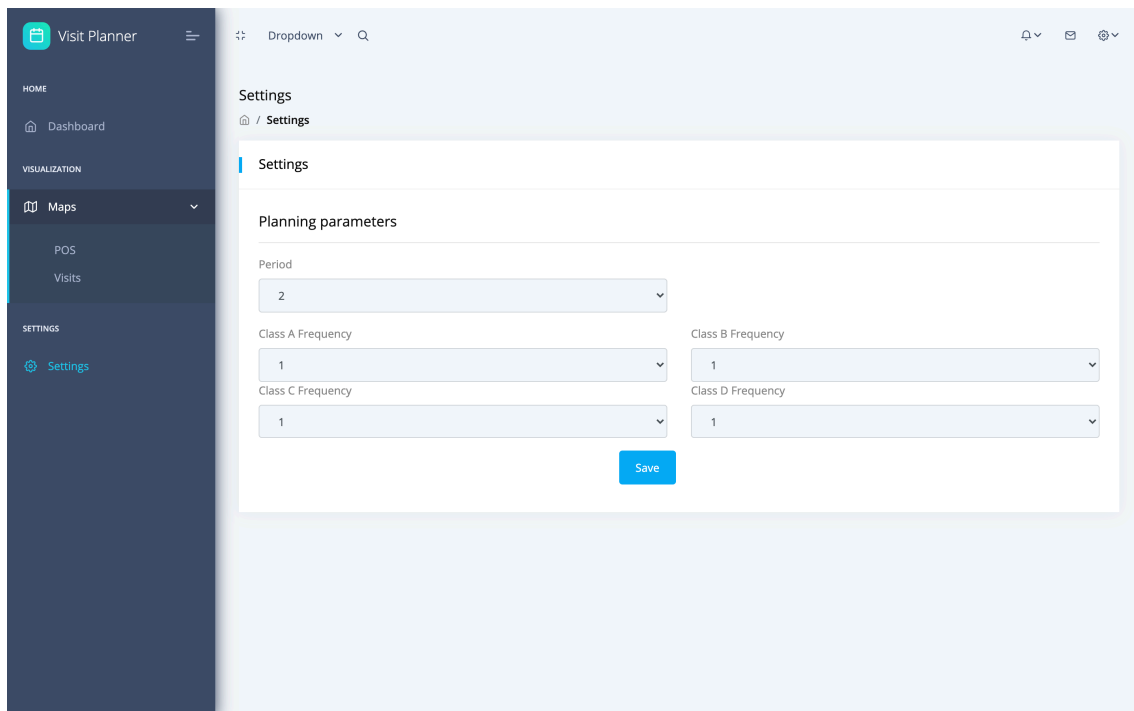 Visit Planner
Dropdown
HOME
Dashboard
VISUALIZATION
Maps
POS
Visits
SETTINGS
Settings
Settings
/ Settings
Settings
Planning parameters
Period
2
Class A Frequency
Class B Frequency
1
1
Class C Frequency
Class D Frequency
1
1
Save